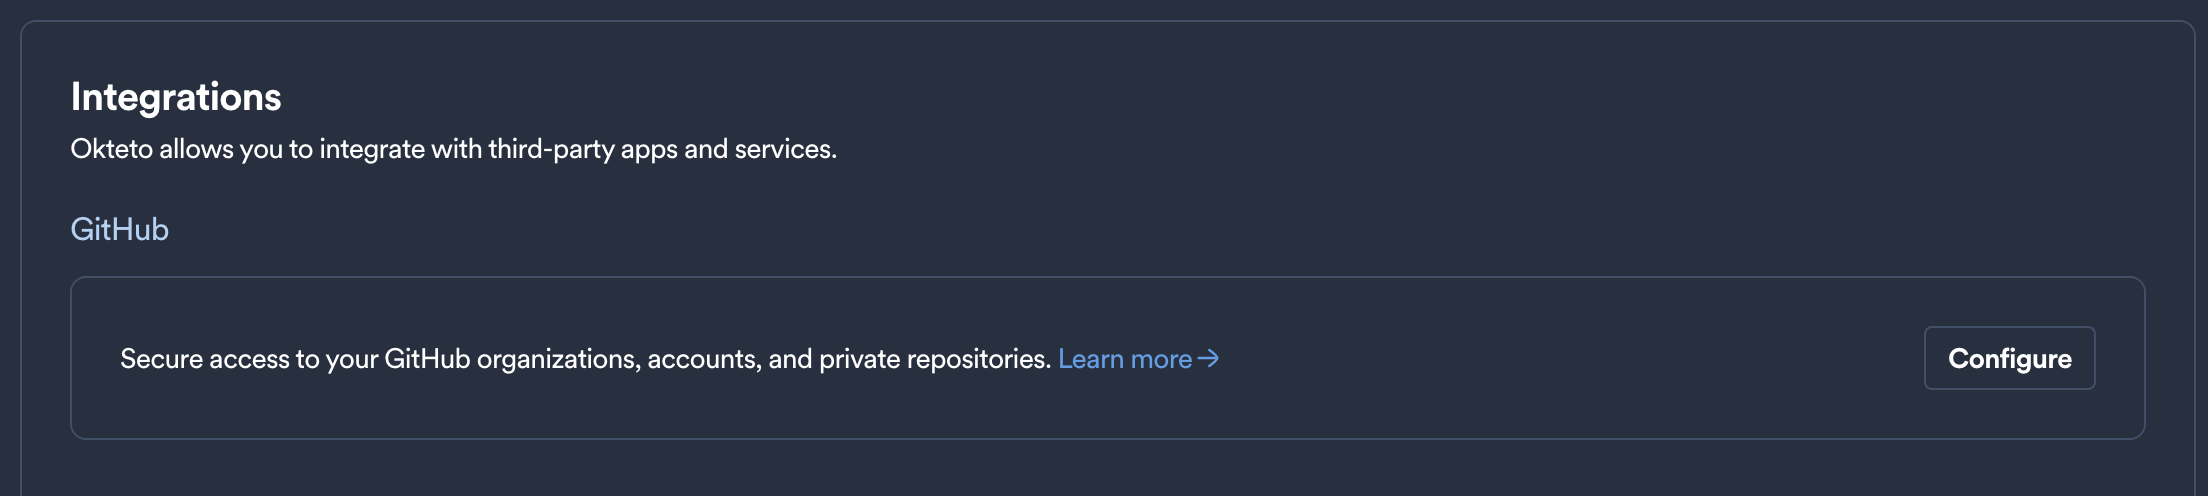 Integrations
Okteto allows you to integrate with third-party apps and services.
GitHub
Secure access to your GitHub organizations, accounts, and private repositories. Learn more →
Configure